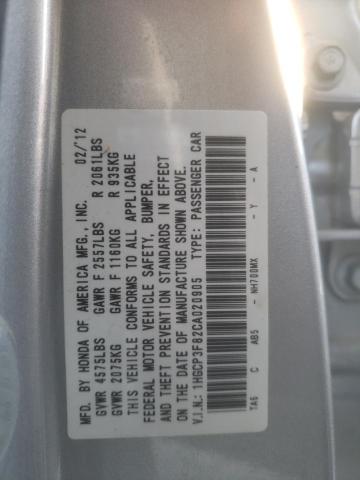 MFD. BY HONDA OF AMERICA MFG., INC. 02/'12
GVWR 4575LBS GAWR F 2557LBS R 2061LBS
GVWR 2075KG GAWR F 1160KG R 935KG
THIS VEHICLE CONFORMS TO ALL APPLICABLE
FEDERAL MOTOR VEHICLE SAFETY, BUMPER,
AND THEFT PREVENTION STANDARDS IN EFFECT
ON THE DATE OF MANUFACTURE SHOWN ABOVE.
V.I.N.: 1HGCP3F82CA020905 TYPE: PASSENGER CAR
TA6 C AB5 - NH700MX - Y - A